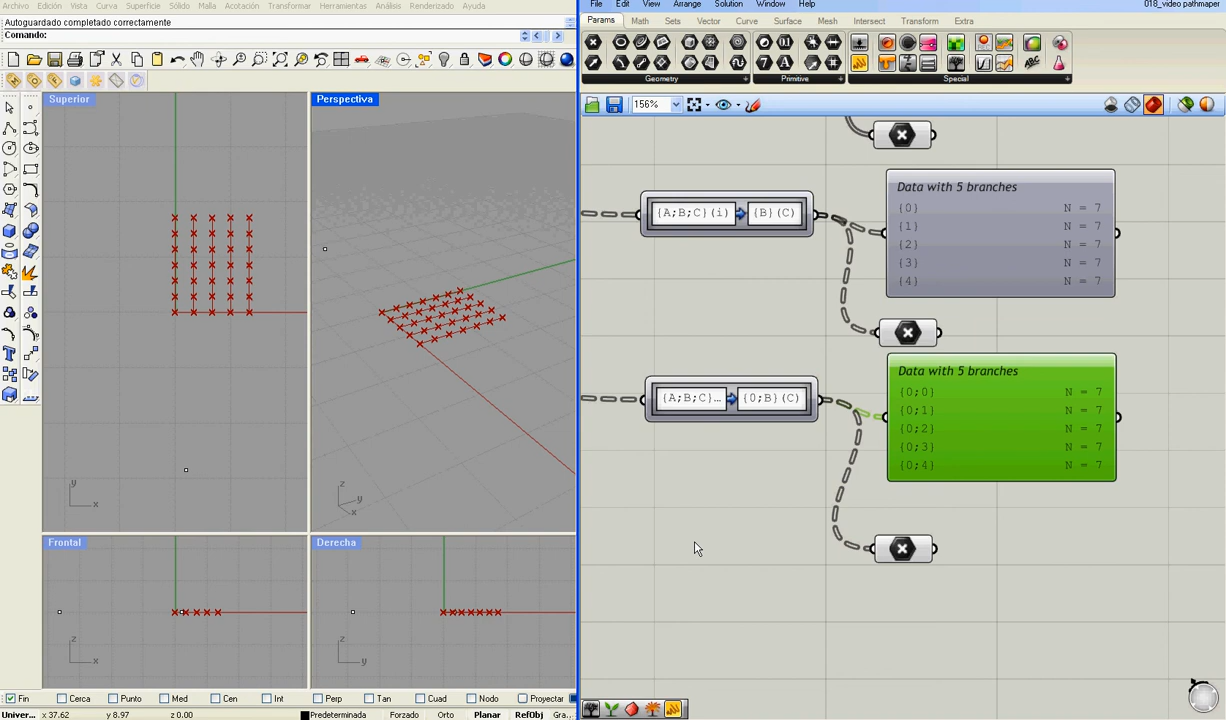 Archivo Edición Vista Curva Superficie Sólido Malla Acotación Transformar Herramientas Análisis Renderizado Ayuda
Autoguardado completado correctamente
Comando:
Superior
Perspectiva
y
x
z
y
x
Frontal
Derecha
z
x
z
y
Fin Cerca Punto Med Cen Int Perp Tan Cuad Nodo Proyectar
Univer... x 37.62 y 8.97 z 0.00 Predeterminada Forzado Orto Planar RefObj Gra...
File Edit View Arrange Solution Window Help 018_video pathmaper
Params Math Sets Vector Curve Surface Mesh Intersect Transform Extra
Geometry Primitive Special
156%
{A;B;C}(i) {B}(C)
Data with 5 branches
{0} N = 7
{1} N = 7
{2} N = 7
{3} N = 7
{4} N = 7
{A;B;C}... {0;B}(C)
Data with 5 branches
{0;0} N = 7
{0;1} N = 7
{0;2} N = 7
{0;3} N = 7
{0;4} N = 7